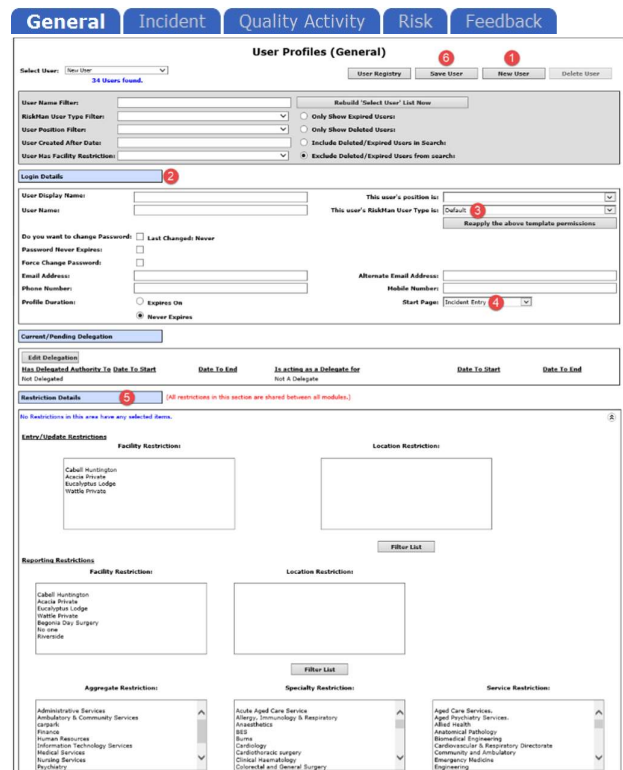 General Incident Quality Activity Risk Feedback
User Profiles (General)
6 1
Select User: New User
34 Users found.
User Registry Save User New User Delete User
User Name Filter: Rebuild 'Select User' List Now
RiskMan User Type Filter: Only Show Expired Users:
User Position Filter: Only Show Deleted Users:
User Created After Date: Include Deleted/Expired Users in Search:
User Has Facility Restriction: Exclude Deleted/Expired Users from search:
Login Details 2
User Display Name: This user's position is:
User Name: This user's RiskMan User Type is: Default 3
Reapply the above template permissions
Do you want to change Password: Last Changed: Never
Password Never Expires:
Force Change Password:
Email Address: Alternate Email Address:
Phone Number: Mobile Number:
Profile Duration: Expires On Start Page: Incident Entry 4
Never Expires
Current/Pending Delegation
Edit Delegation
Has Delegated Authority To Date To Start Date To End Is acting as a Delegate for Date To Start Date To End
Not Delegated Not A Delegate
Restriction Details 5 [All restrictions in this section are shared between all modules.]
No Restrictions in this area have any selected items.
Entry/Update Restrictions
Facility Restriction: Location Restriction:
Cabell Huntington
Acacia Private
Eucalyptus Lodge
Wattle Private
Filter List
Reporting Restrictions
Facility Restriction: Location Restriction:
Cabell Huntington
Acacia Private
Eucalyptus Lodge
Wattle Private
Begonia Day Surgery
No one
Riverside
Filter List
Aggregate Restriction: Specialty Restriction: Service Restriction:
Administrative Services Acute Aged Care Service Aged Care Services.
Ambulatory & Community Services Allergy, Immunology & Respiratory Aged Psychiatry Services.
carpark Anaesthetics Allied Health
Finance BES Anatomical Pathology
Human Resources Burns Biomedical Engineering
Information Technology Services Cardiology Cardiovascular & Respiratory Directorate
Medical Services Cardiothoracic surgery Community and Ambulatory
Nursing Services Clinical Haematology Emergency Medicine
Psychiatry Colorectal and General Surgery Engineering